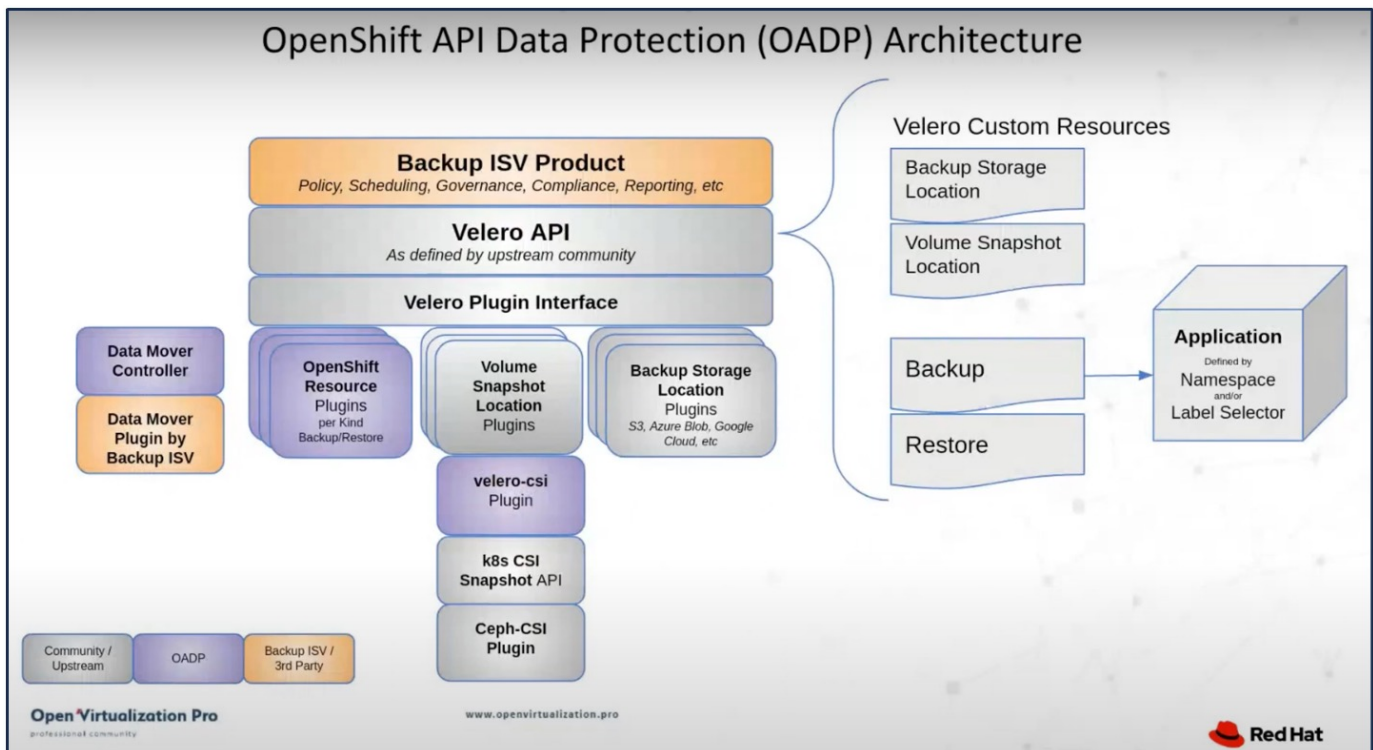 OpenShift API Data Protection (OADP) Architecture
Backup ISV Product
Policy, Scheduling, Governance, Compliance, Reporting, etc
Velero API
As defined by upstream community
Velero Plugin Interface
Data Mover
Controller
Data Mover
Plugin by
Backup ISV
OpenShift
Resource
Plugins
per Kind
Backup/Restore
Volume
Snapshot
Location
Plugins
Backup Storage
Location
Plugins
S3, Azure Blob, Google
Cloud, etc
velero-csi
Plugin
k8s CSI
Snapshot API
Ceph-CSI
Plugin
Velero Custom Resources
Backup Storage
Location
Volume Snapshot
Location
Backup
Restore
Application
Defined by
Namespace
and/or
Label Selector
Community /
Upstream
OADP
Backup ISV /
3rd Party
Open Virtualization Pro
professional community
www.openvirtualization.pro
Red Hat